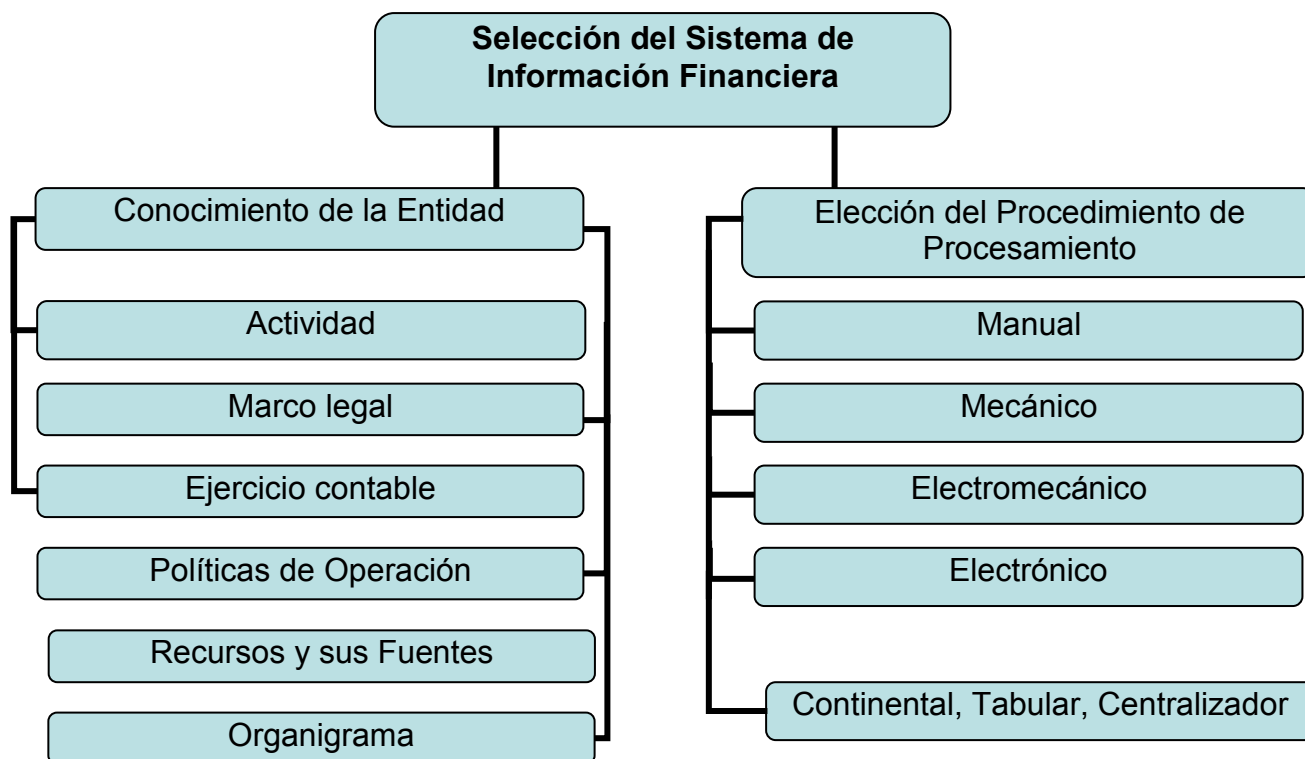 Selección del Sistema de
Información Financiera
Conocimiento de la Entidad
Actividad
Marco legal
Ejercicio contable
Políticas de Operación
Recursos y sus Fuentes
Organigrama
Elección del Procedimiento de
Procesamiento
Manual
Mecánico
Electromecánico
Electrónico
Continental, Tabular, Centralizador